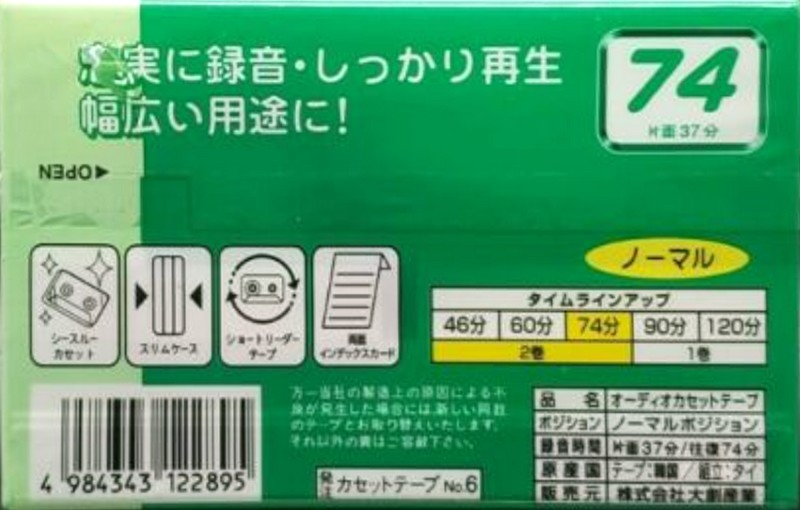 実に録音・しっかり再生
幅広い用途に!
74
片面37分
◀OPEN
ノーマル
シースルー
カセット
スリムケース
ショートリーダー
テープ
両面
インデックスカード
タイムラインアップ
46分 60分 74分 90分 120分
2巻 1巻
万一当社の製造上の原因による不
良が発生した場合には、新しい同数
のテープとお取り替えいたします。
それ以外の責はご容赦下さい。
4 984343 122895
発注 カセットテープ No.6
品名 オーディオカセットテープ
ポジション ノーマルポジション
録音時間 片面37分/往復74分
原産国 テープ:韓国/組立:タイ
販売元 株式会社大創産業